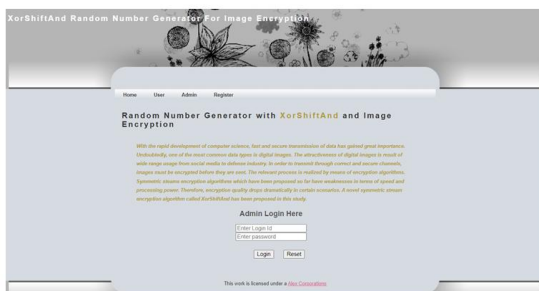 XorShiftAnd Random Number Generator For Image Encryption
Home User Admin Register
Random Number Generator with XorShiftAnd and Image
Encryption
With the rapid development of computer science, fast and secure transmission of data has gained great importance.
Undoubtedly, one of the most common data types in digital images. The attractiveness of digital images is result of
wide range usage from social media to defense industry. In order to transmit through correct and secure channels,
images must be encrypted before they are sent. The relevant process is realized by means of encryption algorithms.
Symmetric stream encryption algorithms which have been proposed so far have weaknesses in terms of speed and
processing power. Therefore, encryption quality drops dramatically in certain scenarios. A novel symmetric stream
encryption algorithm called XorShiftAnd has been proposed in this study.
Admin Login Here
Enter Login Id
Enter password
Login Reset
This work is licensed under a